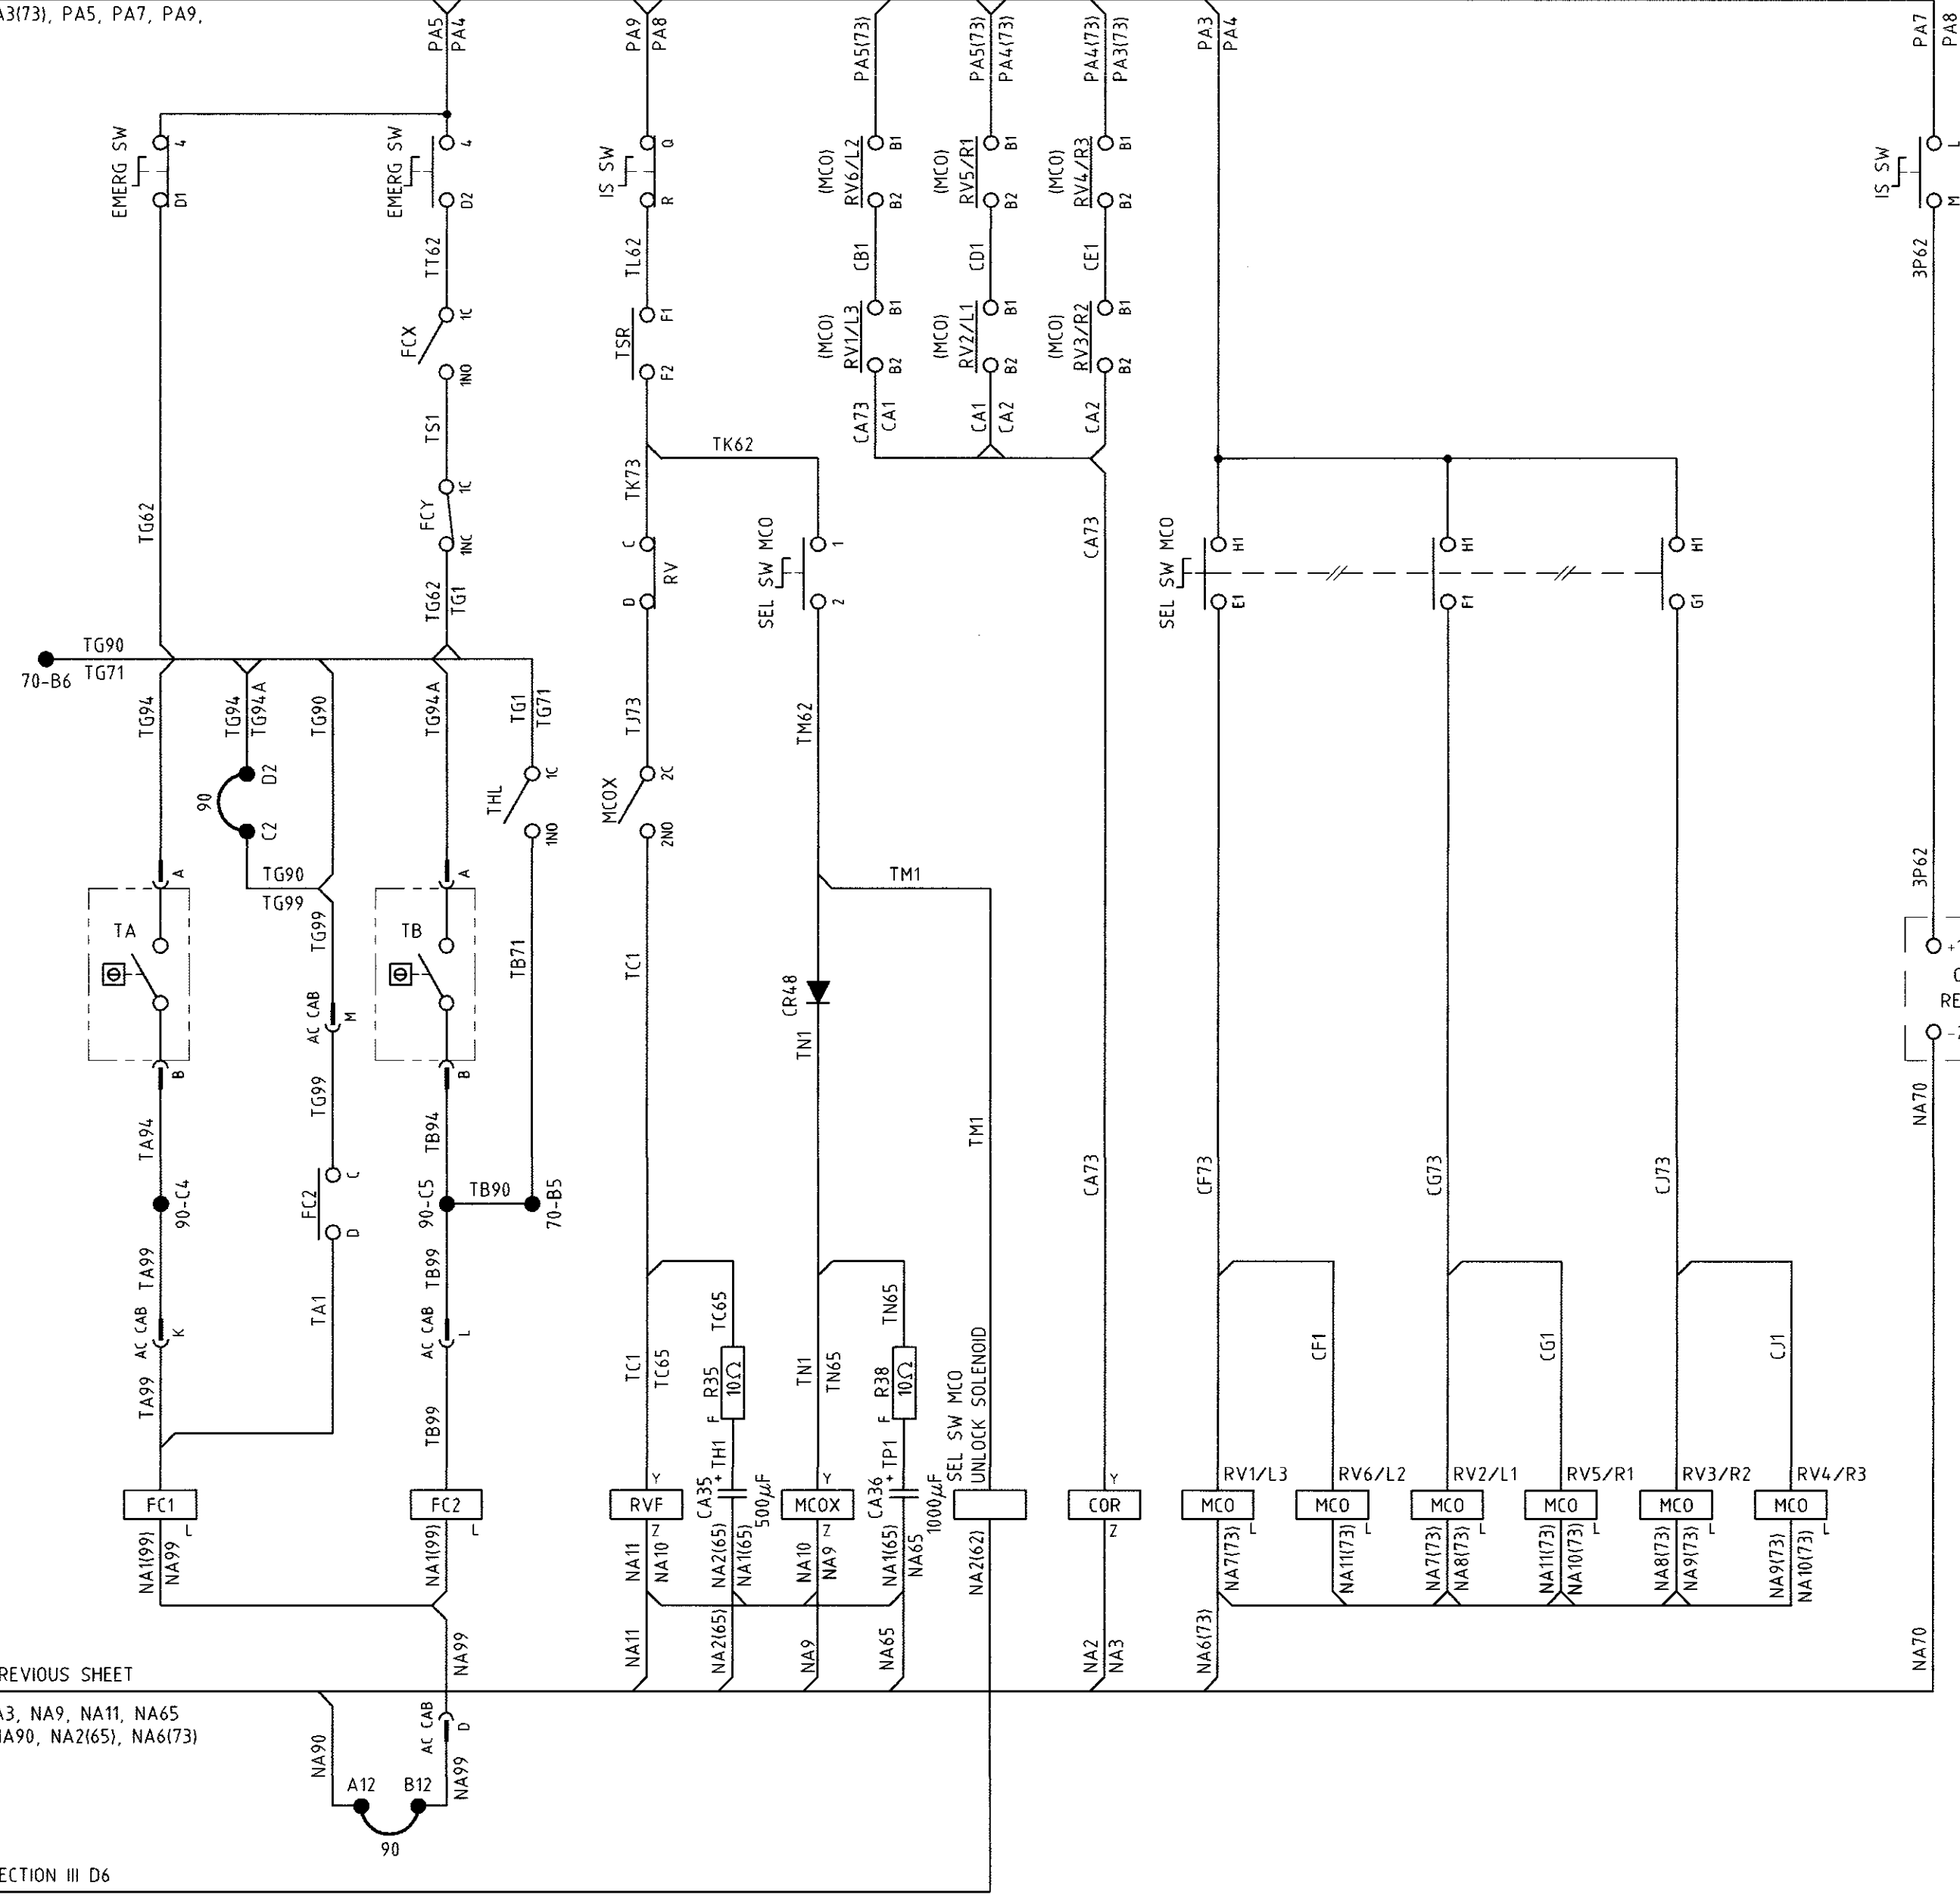 A3(73), PA5, PA7, PA9,
PA5
PA4
PA9
PA8
PA5(73)
PA5(73)
PA4(73)
PA4(73)
PA3(73)
PA3
PA4
PA7
PA8
EMERG SW
4
D1
EMERG SW
4
D2
IS SW
Q
R
(MCO)
RV6/L2
B1
B2
(MCO)
RV5/R1
B1
B2
(MCO)
RV4/R3
B1
B2
IS SW
L
M
TT62
TL62
CB1
CD1
CE1
3P62
FCX
1C
1NO
TSR
F1
F2
(MCO)
RV1/L3
B1
B2
(MCO)
RV2/L1
B1
B2
(MCO)
RV3/R2
B1
B2
TS1
CA73
CA1
CA1
CA2
CA2
TK62
TK73
TG62
FCY
1C
1NC
C
D
RV
SEL SW MCO
1
2
CA73
SEL SW MCO
H1
E1
H1
F1
H1
G1
TG62
TG1
TG90
TG71
70-B6
TG94
TG94
TG94A
TG90
TG94A
TG1
TG71
TJ73
TM62
90
D2
C2
THL
1C
1NO
MCOX
2C
2NO
A
TG90
TG99
A
TM1
3P62
TA
TG99
TB
TB71
TC1
CR48
+
AC CAB
M
RE
B
B
TN1
TA94
TG99
TB94
TM1
NA70
90-C4
FC2
C
D
90-C5
TB90
70-B5
CA73
CF73
CG73
CJ73
TA99
TB99
AC CAB
K
TA1
AC CAB
L
TC65
TN65
TA99
TB99
TC1
TC65
R35
10Ω
F
TN1
TN65
R38
10Ω
F
SEL SW MCO
UNLOCK SOLENOID
CF1
CG1
CJ1
TH1
TP1
FC1
L
FC2
L
RVF
Y
Z
CA35
+
500µF
MCOX
Y
Z
CA36
+
1000µF
COR
Y
Z
RV1/L3
MCO
L
RV6/L2
MCO
L
RV2/L1
MCO
L
RV5/R1
MCO
L
RV3/R2
MCO
L
RV4/R3
MCO
L
NA1(99)
NA99
NA1(99)
NA11
NA10
NA2(65)
NA1(65)
NA10
NA9
NA1(65)
NA65
NA2(62)
NA7(73)
NA11(73)
NA7(73)
NA8(73)
NA11(73)
NA10(73)
NA8(73)
NA9(73)
NA9(73)
NA10(73)
NA99
NA11
NA2(65)
NA9
NA65
NA2
NA3
NA6(73)
NA70
REVIOUS SHEET
A3, NA9, NA11, NA65
NA90, NA2(65), NA6(73)
NA90
AC CAB
D
NA99
A12
B12
90
ECTION III D6